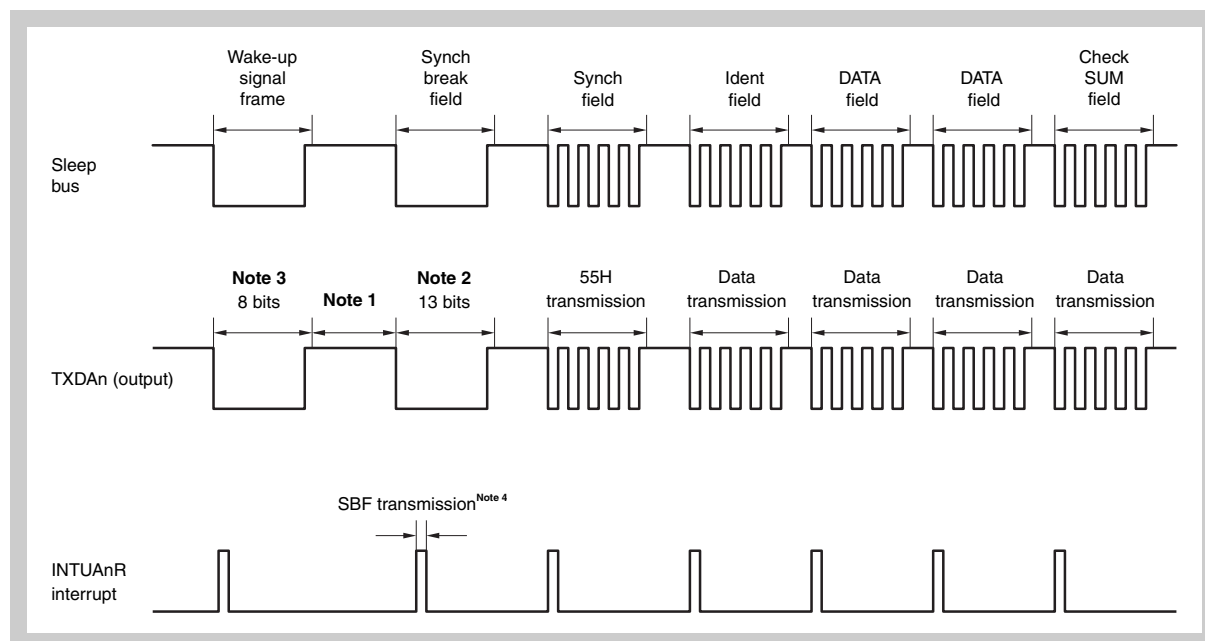 Wake-up
signal
frame
Synch
break
field
Synch
field
Ident
field
DATA
field
DATA
field
Check
SUM
field
Sleep
bus
Note 3
8 bits
Note 1
Note 2
13 bits
55H
transmission
Data
transmission
Data
transmission
Data
transmission
Data
transmission
TXDAn (output)
SBF transmission Note 4
INTUAnR
interrupt